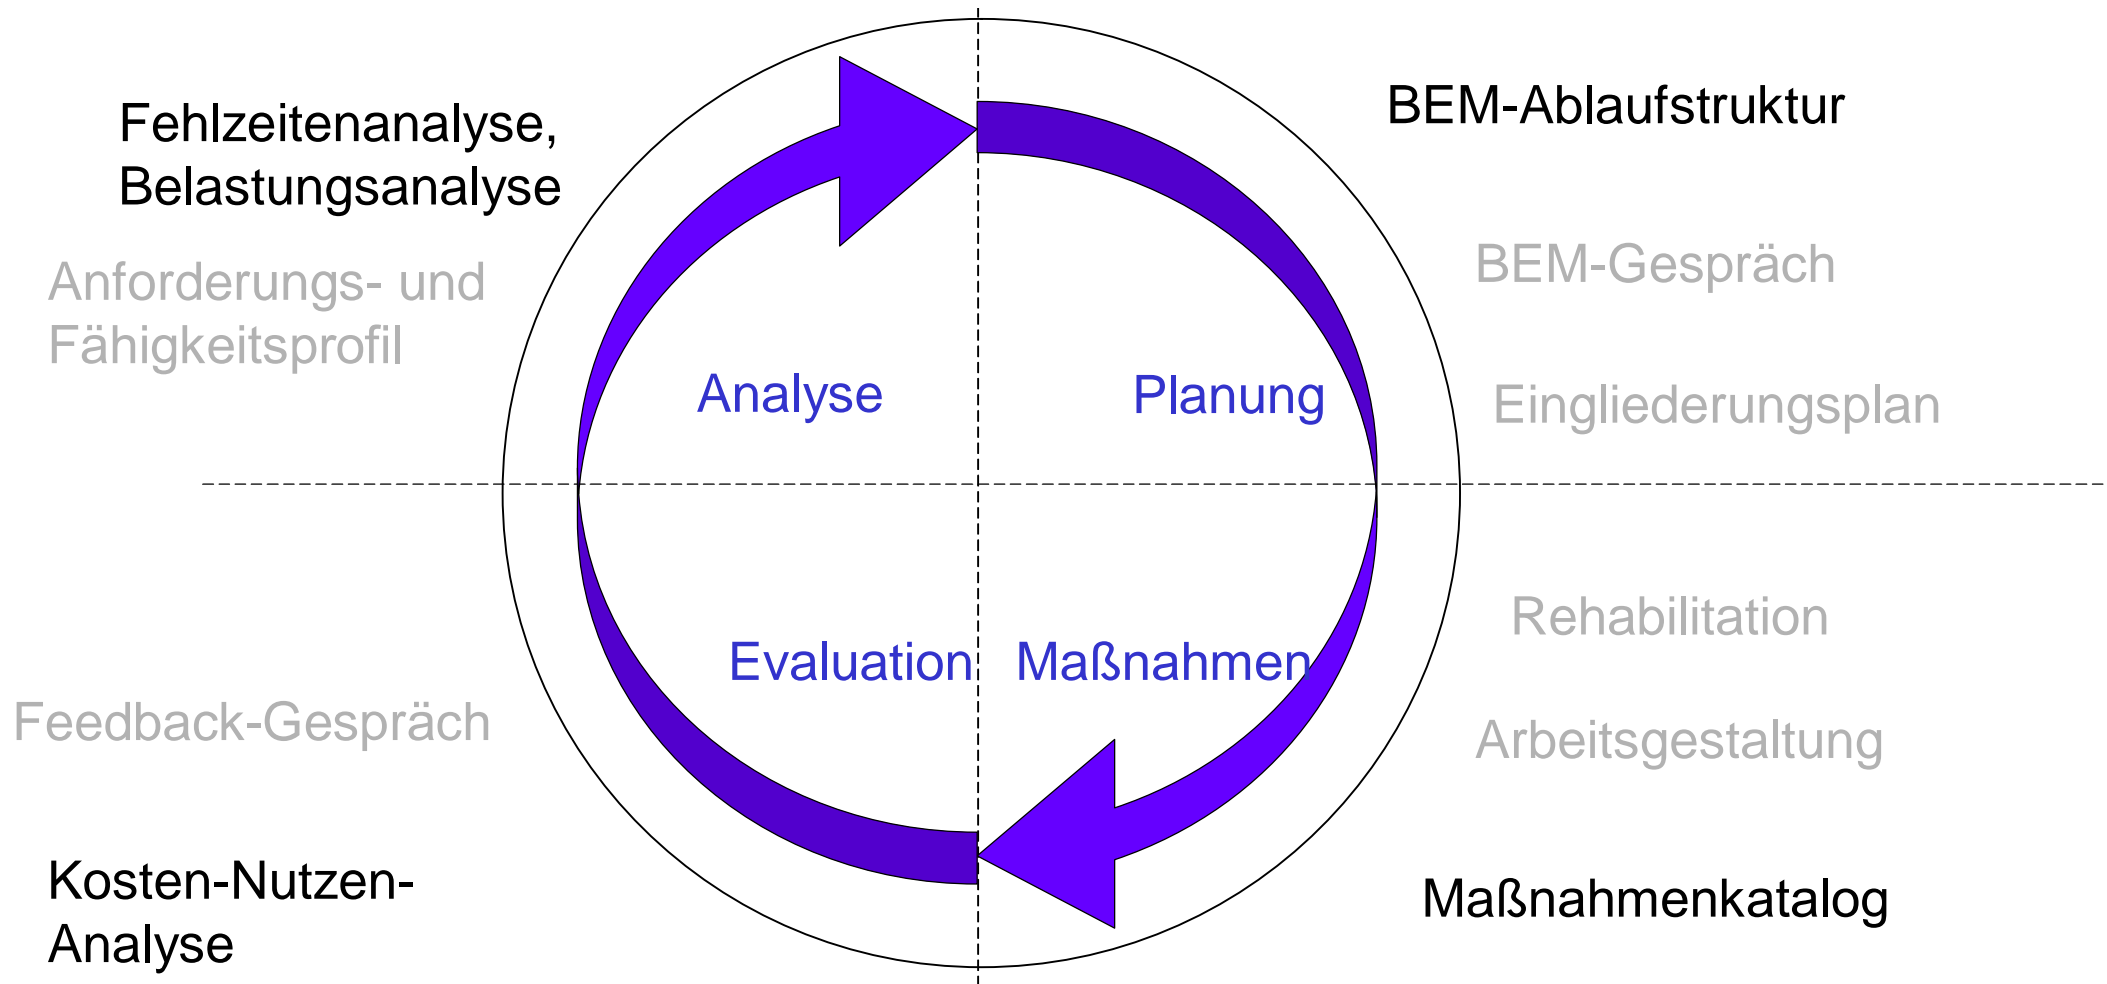 Fehlzeitenanalyse,
Belastungsanalyse
Anforderungs- und
Fähigkeitsprofil
BEM-Ablaufstruktur
BEM-Gespräch
Eingliederungsplan
Analyse
Planung
Evaluation
Maßnahmen
Rehabilitation
Arbeitsgestaltung
Maßnahmenkatalog
Feedback-Gespräch
Kosten-Nutzen-
Analyse